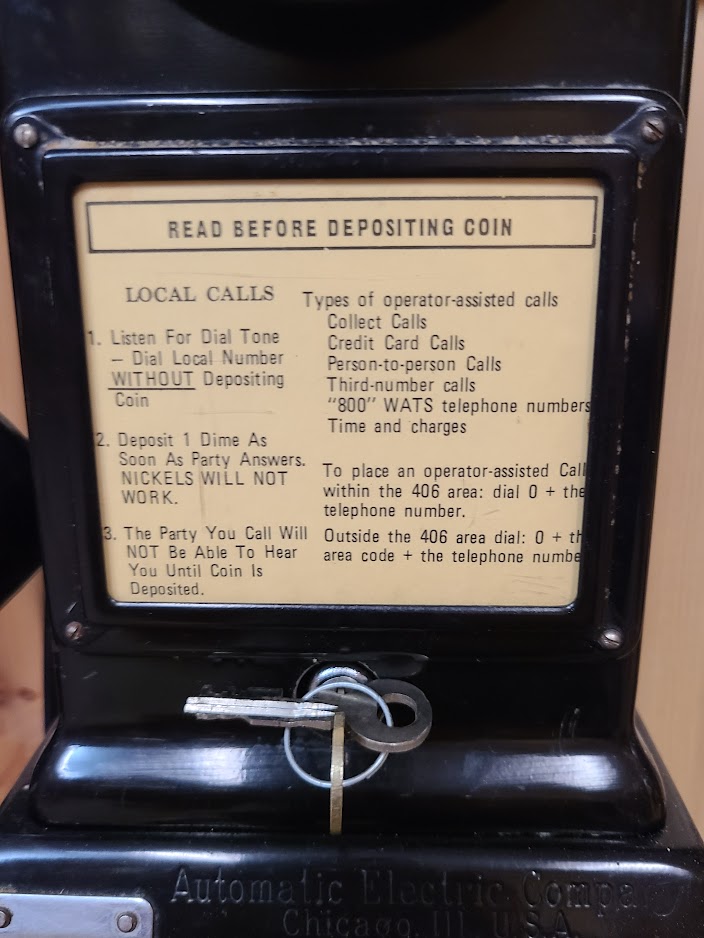 READ BEFORE DEPOSITING COIN
LOCAL CALLS
1. Listen For Dial Tone
– Dial Local Number
WITHOUT Depositing
Coin
2. Deposit 1 Dime As
Soon As Party Answers.
NICKELS WILL NOT
WORK.
3. The Party You Call Will
NOT Be Able To Hear
You Until Coin Is
Deposited.
Types of operator-assisted calls
Collect Calls
Credit Card Calls
Person-to-person Calls
Third-number calls
"800" WATS telephone numbers
Time and charges
To place an operator-assisted Call
within the 406 area: dial 0 + the
telephone number.
Outside the 406 area dial: 0 + th
area code + the telephone numbe
Automatic Electric Company
Chicago, Ill. U.S.A.